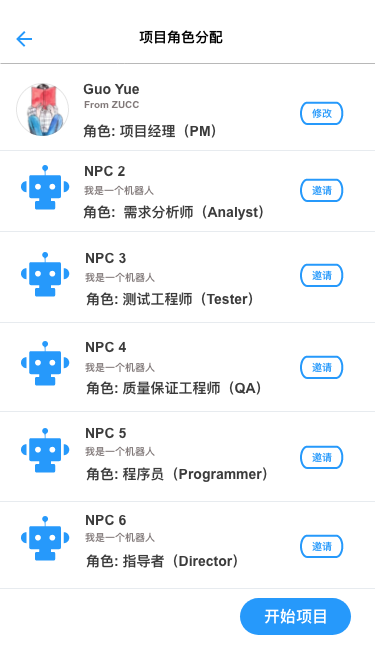 项目角色分配
Guo Yue
From ZUCC
角色: 项目经理（PM）
修改
NPC 2
我是一个机器人
角色:  需求分析师（Analyst）
邀请
NPC 3
我是一个机器人
角色: 测试工程师（Tester）
邀请
NPC 4
我是一个机器人
角色: 质量保证工程师（QA）
邀请
NPC 5
我是一个机器人
角色: 程序员（Programmer）
邀请
NPC 6
我是一个机器人
角色: 指导者（Director）
邀请
开始项目